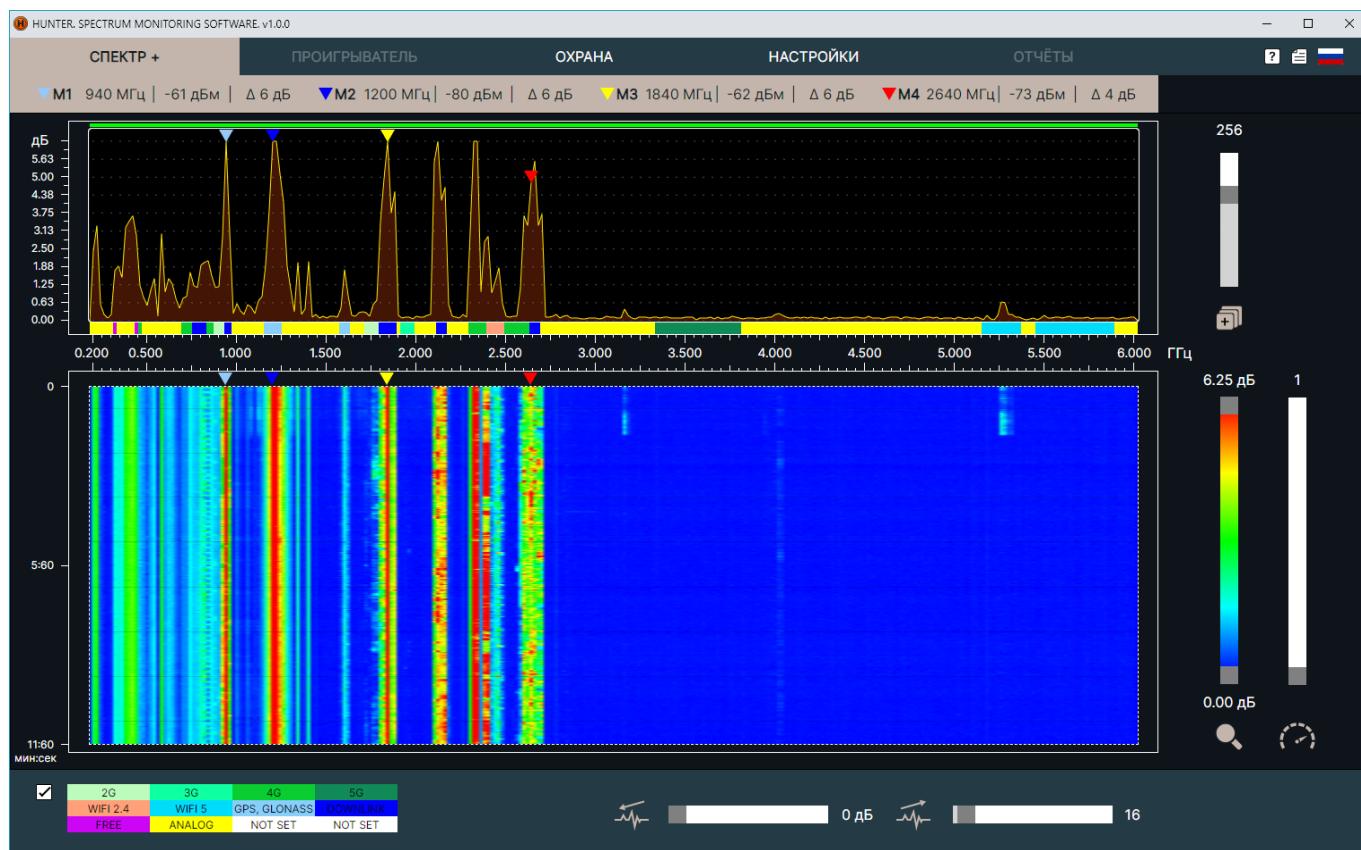 HUNTER. SPECTRUM MONITORING SOFTWARE. v1.0.0
СПЕКТР + ПРОИГРЫВАТЕЛЬ ОХРАНА НАСТРОЙКИ ОТЧЁТЫ ?
M1 940 МГц | -61 дБм | Δ 6 дБ M2 1200 МГц | -80 дБм | Δ 6 дБ M3 1840 МГц | -62 дБм | Δ 6 дБ M4 2640 МГц | -73 дБм | Δ 4 дБ
256
дБ
5.63
5.00
4.38
3.75
3.13
2.50
1.88
1.25
0.63
0.00
0.200 0.500 1.000 1.500 2.000 2.500 3.000 3.500 4.000 4.500 5.000 5.500 6.000 ГГц
6.25 дБ 1
0
5:60
11:60
мин:сек
0.00 дБ
2G 3G 4G 5G
WIFI 2.4 WIFI 5 GPS, GLONASS DOWNLINK
FREE ANALOG NOT SET NOT SET
0 дБ 16